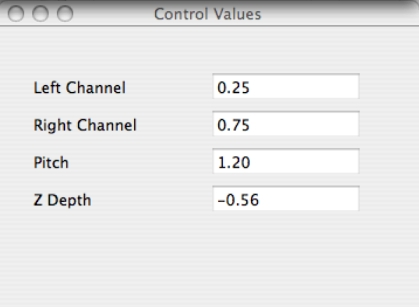 Control Values
Left Channel 0.25
Right Channel 0.75
Pitch 1.20
Z Depth -0.56